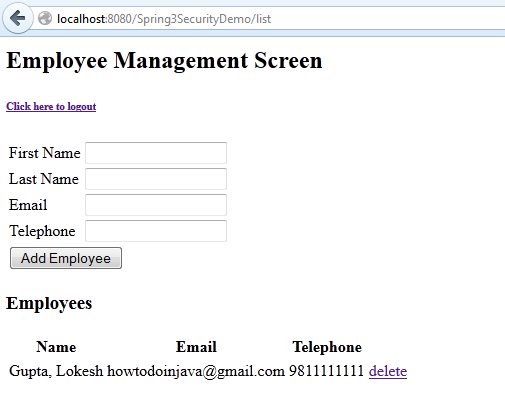 localhost:8080/Spring3SecurityDemo/list
Employee Management Screen
Click here to logout
First Name
Last Name
Email
Telephone
Add Employee
Employees
Name Email Telephone
Gupta, Lokesh howtodoinjava@gmail.com 9811111111 delete